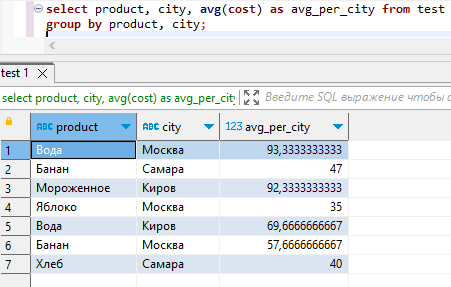 select product, city, avg(cost) as avg_per_city from test
group by product, city;
test 1
select product, city, avg(cost) as avg_per_city Введите SQL выражение чтобы о
ABC product ABC city 123 avg_per_city
1 Вода Москва 93,3333333333
2 Банан Самара 47
3 Мороженное Киров 92,3333333333
4 Яблоко Москва 35
5 Вода Киров 69,6666666667
6 Банан Москва 57,6666666667
7 Хлеб Самара 40